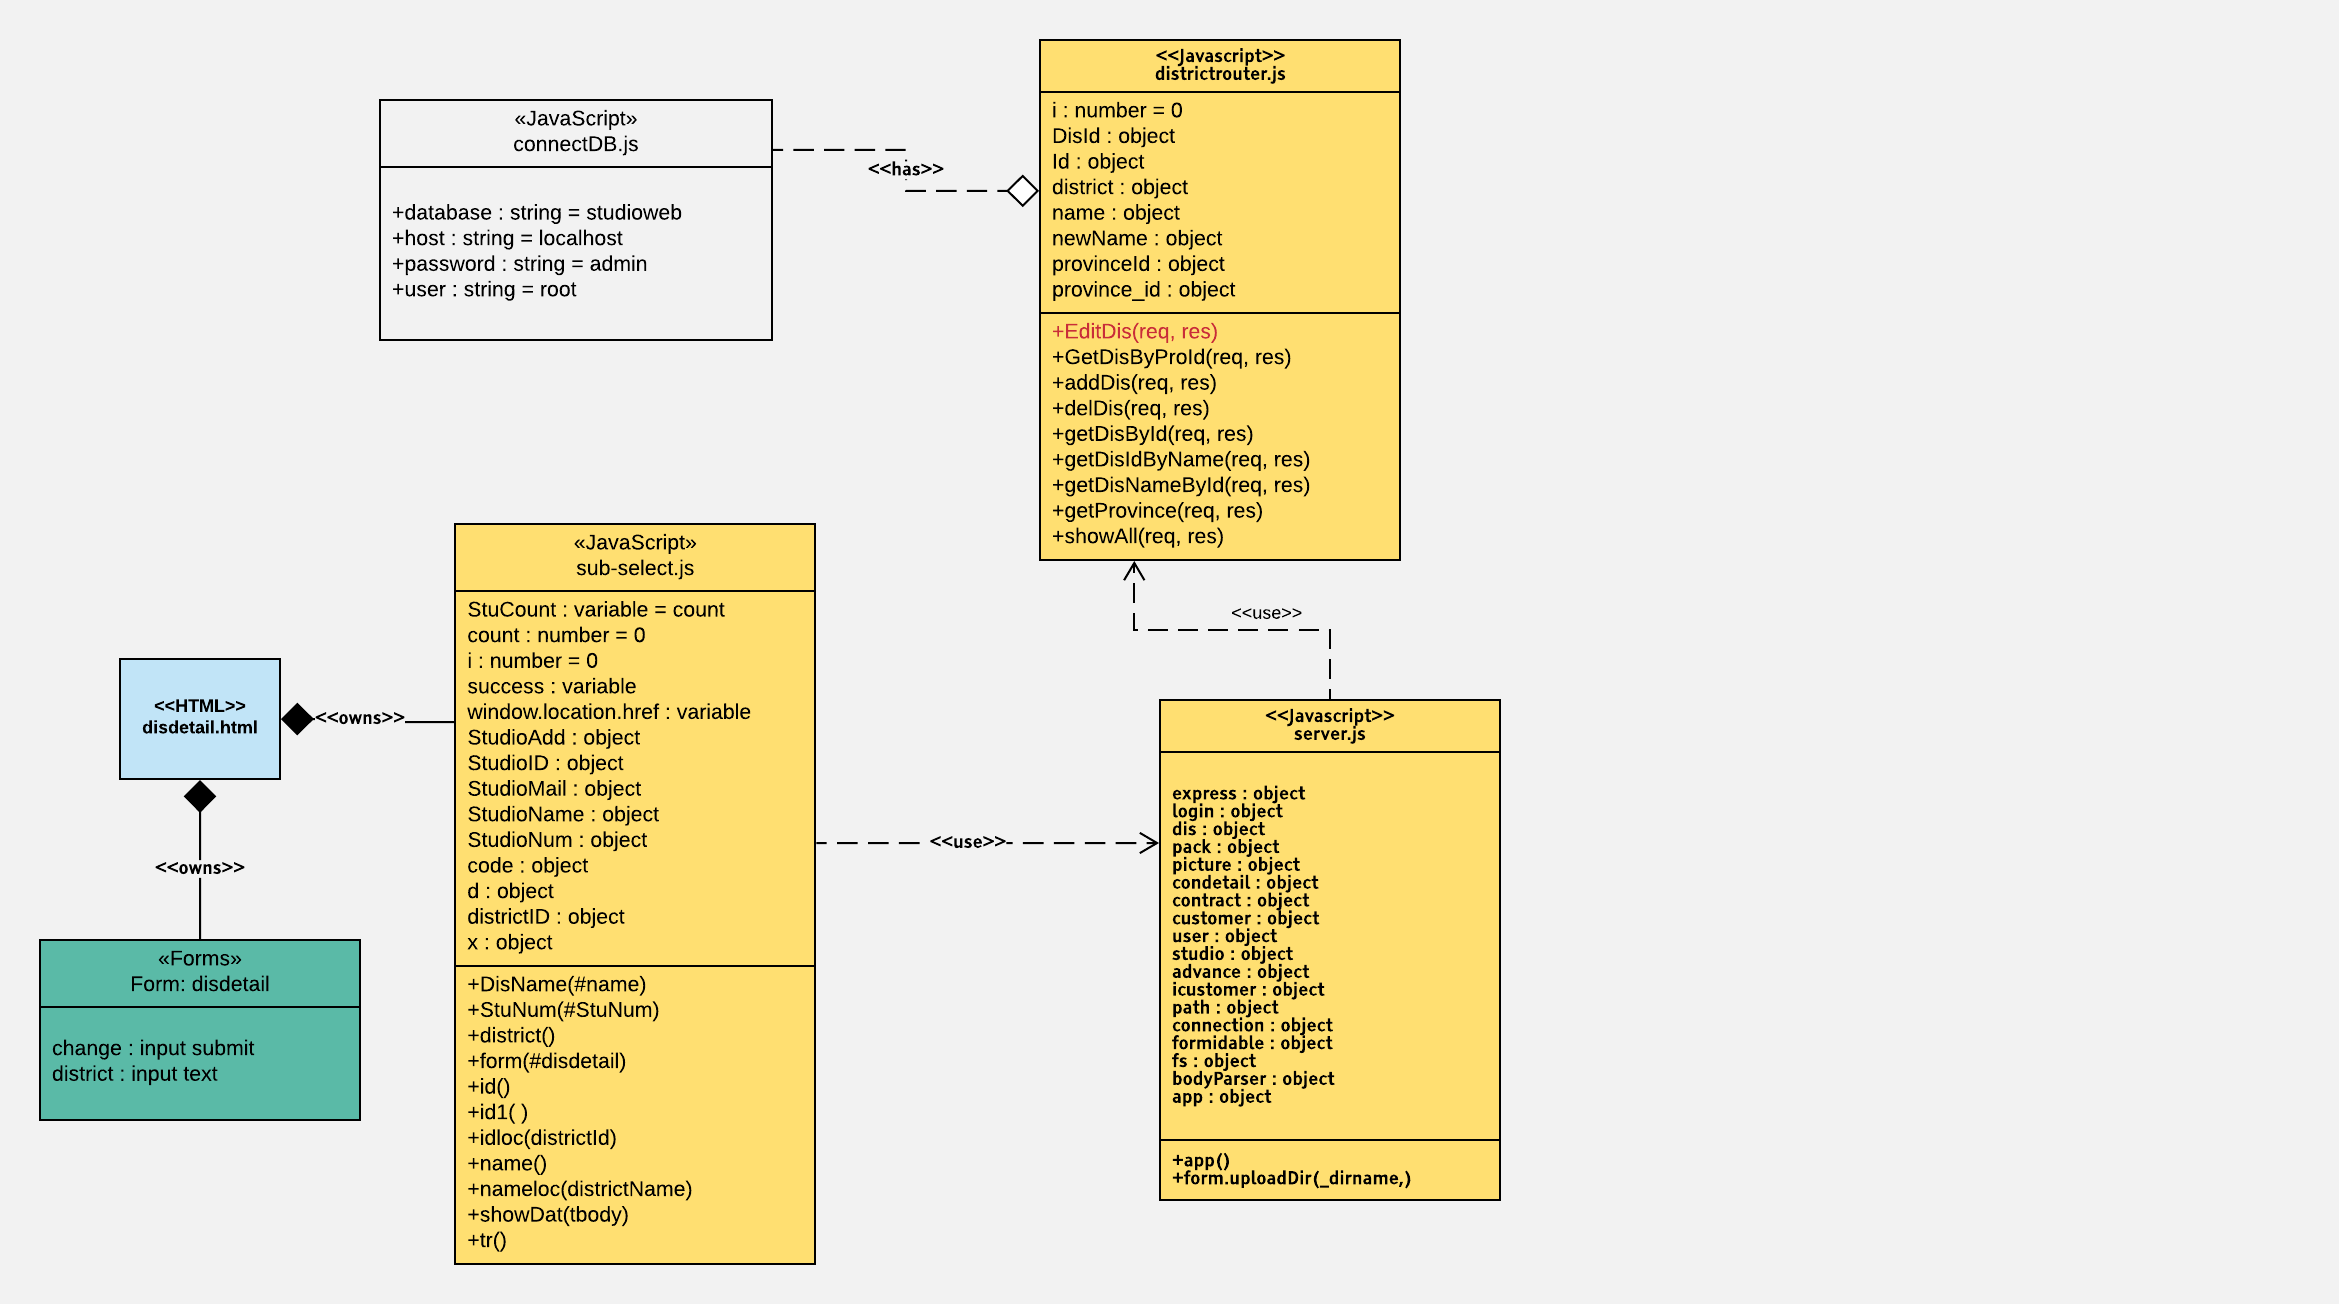 <<Javascript>>
districtrouter.js
i : number = 0
DisId : object
Id : object
district : object
name : object
newName : object
provinceId : object
province_id : object
+EditDis(req, res)
+GetDisByProId(req, res)
+addDis(req, res)
+delDis(req, res)
+getDisById(req, res)
+getDisIdByName(req, res)
+getDisNameById(req, res)
+getProvince(req, res)
+showAll(req, res)
«JavaScript»
connectDB.js
+database : string = studioweb
+host : string = localhost
+password : string = admin
+user : string = root
<<has>>
«JavaScript»
sub-select.js
StuCount : variable = count
count : number = 0
i : number = 0
success : variable
window.location.href : variable
StudioAdd : object
StudioID : object
StudioMail : object
StudioName : object
StudioNum : object
code : object
d : object
districtID : object
x : object
+DisName(#name)
+StuNum(#StuNum)
+district()
+form(#disdetail)
+id()
+id1( )
+idloc(districtId)
+name()
+nameloc(districtName)
+showDat(tbody)
+tr()
<<use>>
<<HTML>>
disdetail.html
<<owns>>
<<owns>>
«Forms»
Form: disdetail
change : input submit
district : input text
<<use>>
<<Javascript>>
server.js
express : object
login : object
dis : object
pack : object
picture : object
condetail : object
contract : object
customer : object
user : object
studio : object
advance : object
icustomer : object
path : object
connection : object
formidable : object
fs : object
bodyParser : object
app : object
+app()
+form.uploadDir(_dirname,)